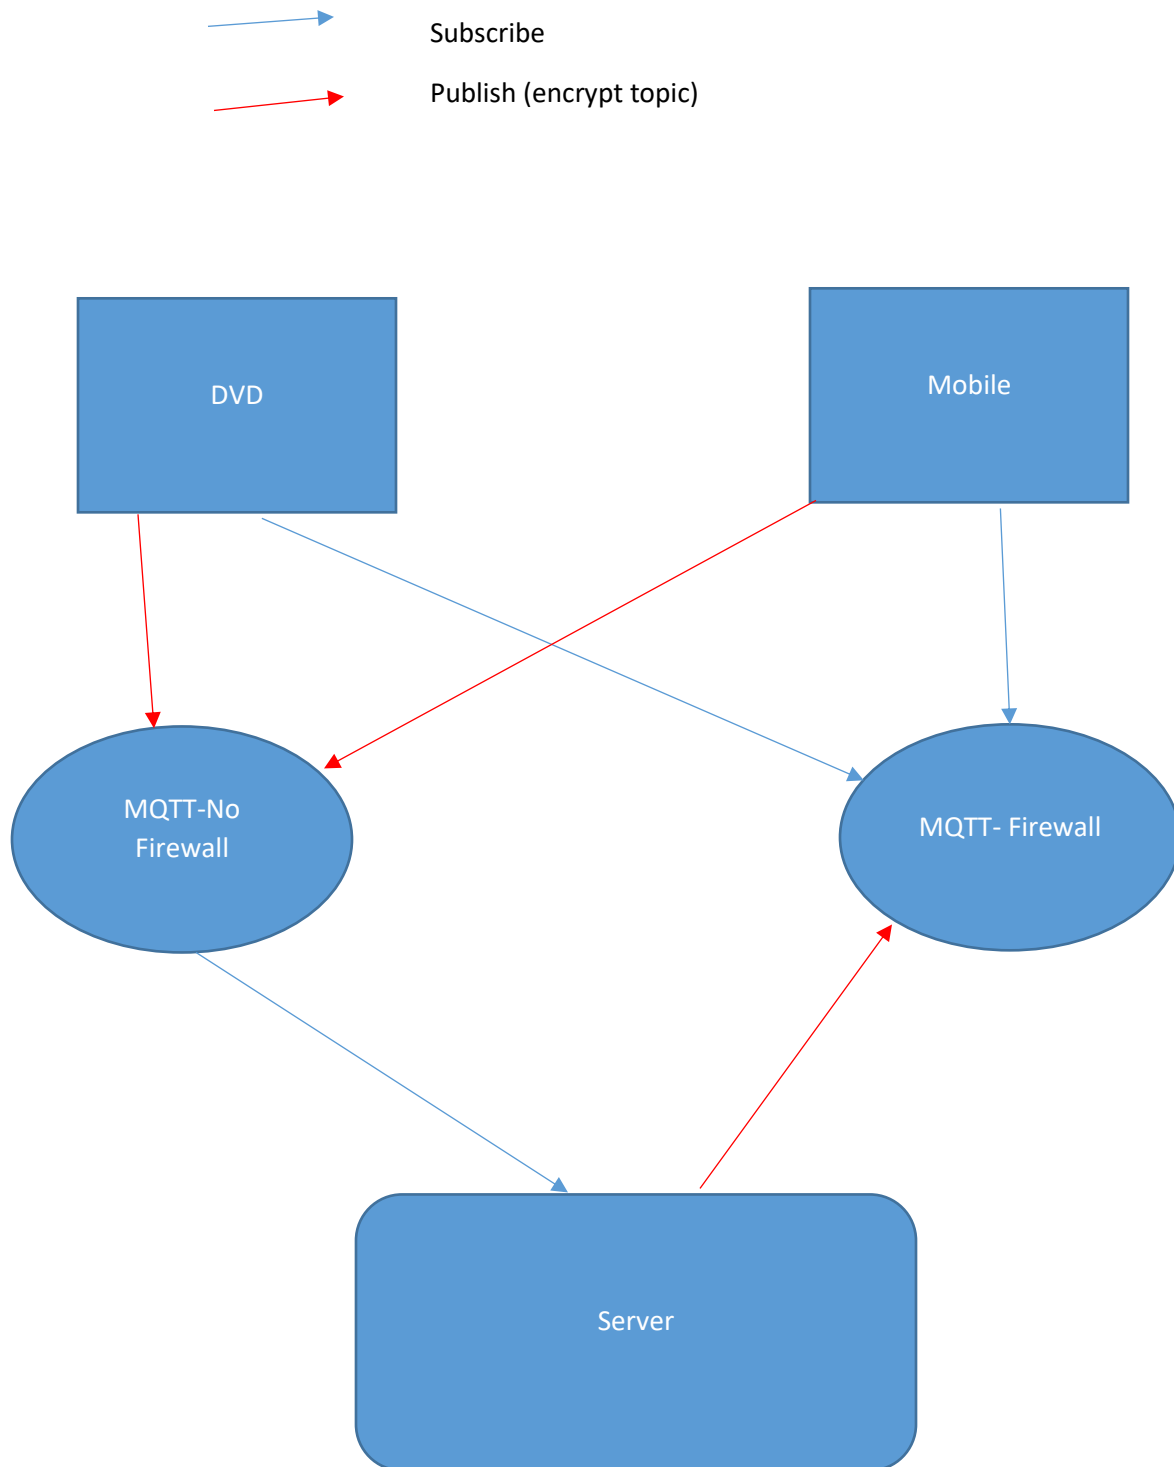 Subscribe
Publish (encrypt topic)
DVD
Mobile
MQTT-No
Firewall
MQTT- Firewall
Server